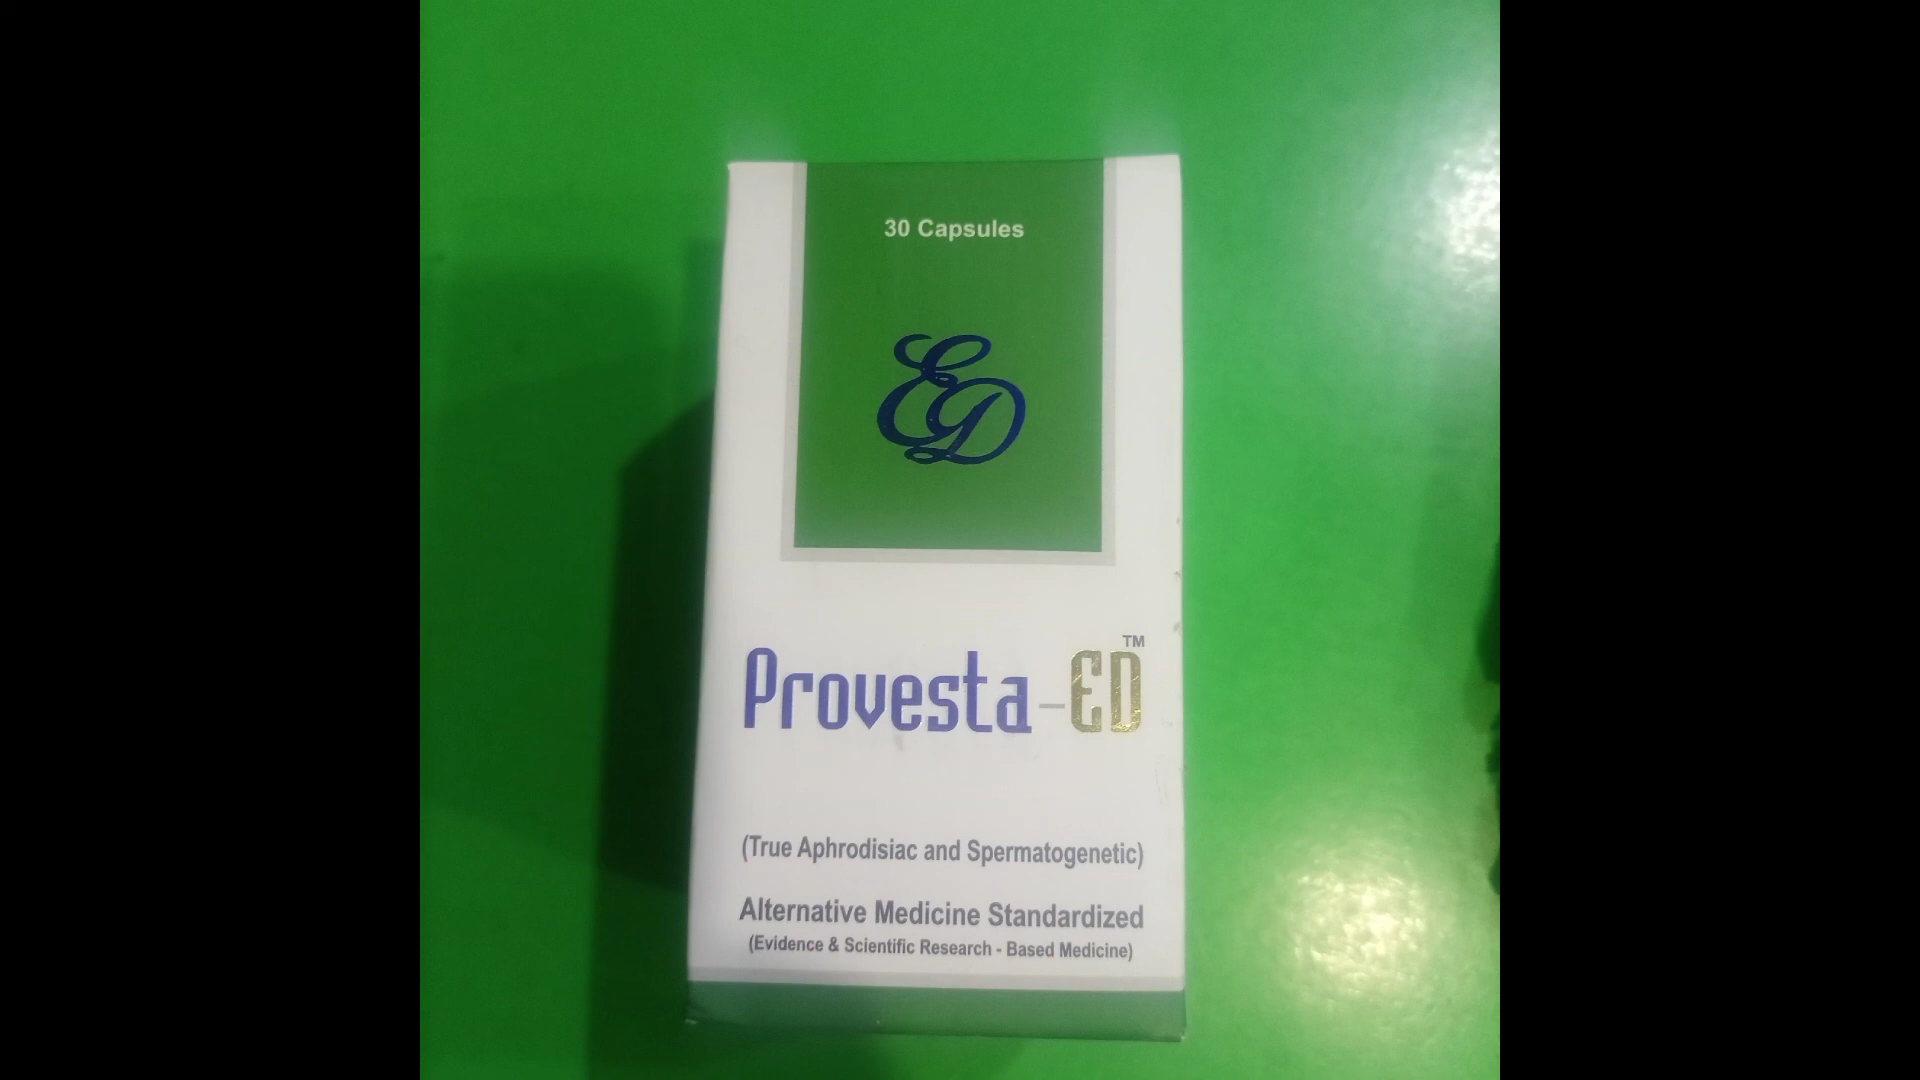 30 Capsules
ED
Provesta-ED™
(True Aphrodisiac and Spermatogenetic)
Alternative Medicine Standardized
(Evidence & Scientific Research - Based Medicine)